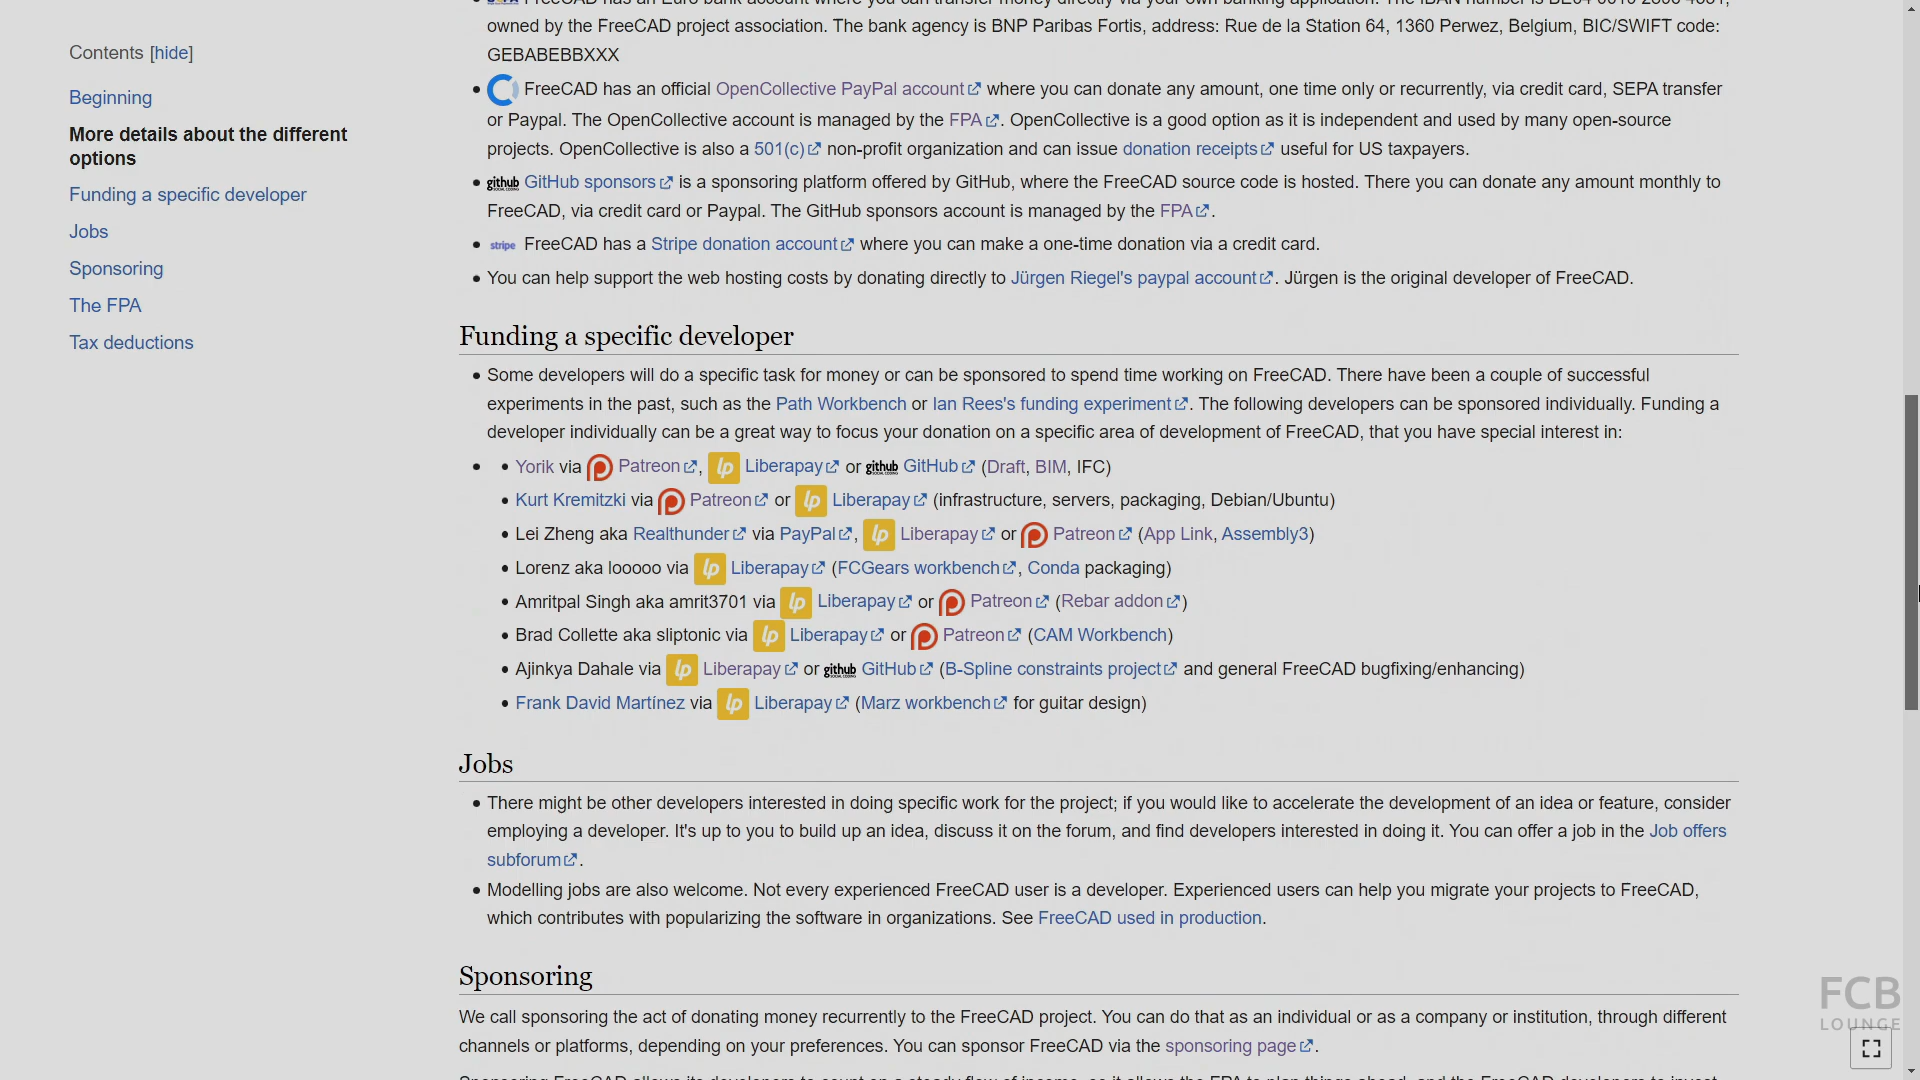 Contents [hide]
Beginning
More details about the different
options
Funding a specific developer
Jobs
Sponsoring
The FPA
Tax deductions
owned by the FreeCAD project association. The bank agency is BNP Paribas Fortis, address: Rue de la Station 64, 1360 Perwez, Belgium, BIC/SWIFT code:
GEBABEBBXXX
FreeCAD has an official OpenCollective PayPal account where you can donate any amount, one time only or recurrently, via credit card, SEPA transfer
or Paypal. The OpenCollective account is managed by the FPA. OpenCollective is a good option as it is independent and used by many open-source
projects. OpenCollective is also a 501(c) non-profit organization and can issue donation receipts useful for US taxpayers.
github GitHub sponsors is a sponsoring platform offered by GitHub, where the FreeCAD source code is hosted. There you can donate any amount monthly to
FreeCAD, via credit card or Paypal. The GitHub sponsors account is managed by the FPA.
stripe FreeCAD has a Stripe donation account where you can make a one-time donation via a credit card.
You can help support the web hosting costs by donating directly to Jürgen Riegel's paypal account. Jürgen is the original developer of FreeCAD.
Funding a specific developer
Some developers will do a specific task for money or can be sponsored to spend time working on FreeCAD. There have been a couple of successful
experiments in the past, such as the Path Workbench or Ian Rees's funding experiment. The following developers can be sponsored individually. Funding a
developer individually can be a great way to focus your donation on a specific area of development of FreeCAD, that you have special interest in:
Yorik via Patreon, lp Liberapay or github GitHub (Draft, BIM, IFC)
Kurt Kremitzki via Patreon or lp Liberapay (infrastructure, servers, packaging, Debian/Ubuntu)
Lei Zheng aka Realthunder via PayPal, lp Liberapay or Patreon (App Link, Assembly3)
Lorenz aka looooo via lp Liberapay (FCGears workbench, Conda packaging)
Amritpal Singh aka amrit3701 via lp Liberapay or Patreon (Rebar addon)
Brad Collette aka sliptonic via lp Liberapay or Patreon (CAM Workbench)
Ajinkya Dahale via lp Liberapay or github GitHub (B-Spline constraints project and general FreeCAD bugfixing/enhancing)
Frank David Martínez via lp Liberapay (Marz workbench for guitar design)
Jobs
There might be other developers interested in doing specific work for the project; if you would like to accelerate the development of an idea or feature, consider
employing a developer. It's up to you to build up an idea, discuss it on the forum, and find developers interested in doing it. You can offer a job in the Job offers
subforum.
Modelling jobs are also welcome. Not every experienced FreeCAD user is a developer. Experienced users can help you migrate your projects to FreeCAD,
which contributes with popularizing the software in organizations. See FreeCAD used in production.
Sponsoring
We call sponsoring the act of donating money recurrently to the FreeCAD project. You can do that as an individual or as a company or institution, through different
channels or platforms, depending on your preferences. You can sponsor FreeCAD via the sponsoring page.
FCB
LOUNGE